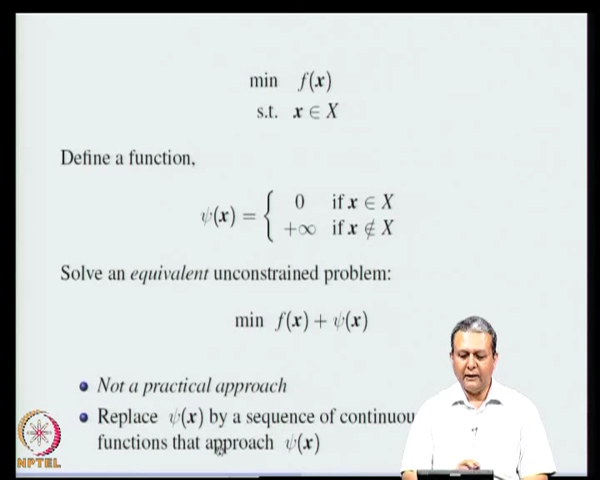 min f(x)
s.t. x ∈ X
Define a function,
ψ(x) = { 0 if x ∈ X
+∞ if x ∉ X
Solve an equivalent unconstrained problem:
min f(x) + ψ(x)
• Not a practical approach
• Replace ψ(x) by a sequence of continuou
functions that approach ψ(x)
NPTEL